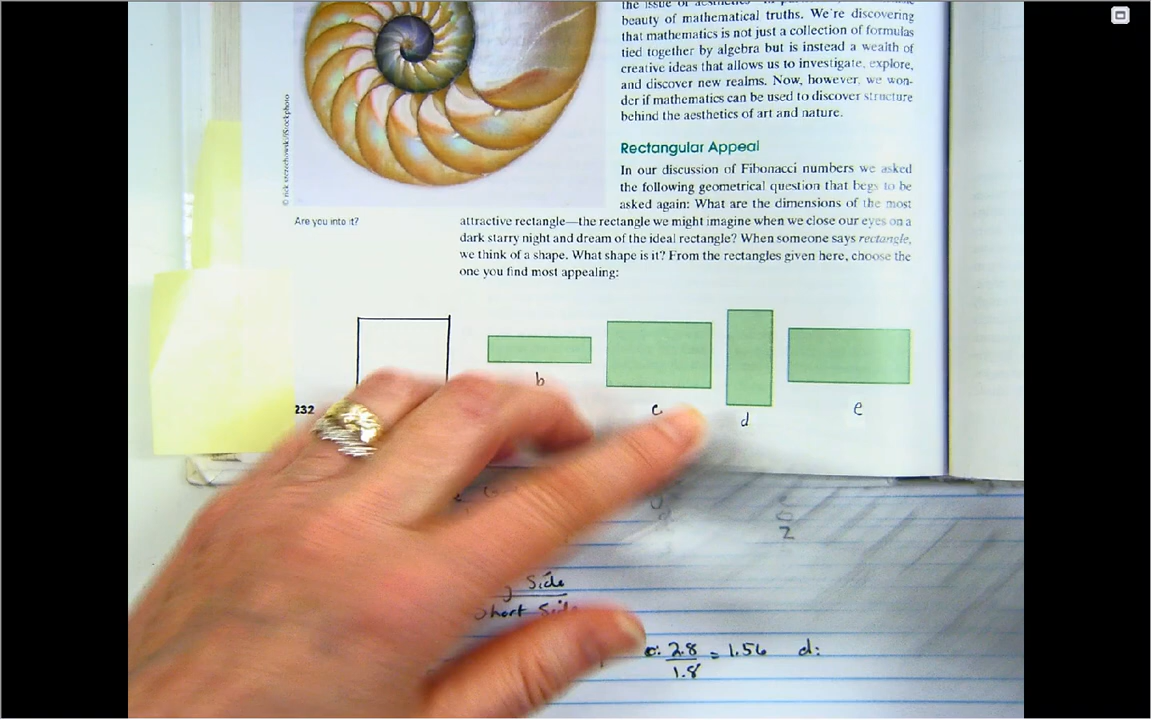 beauty of mathematical truths. We're discovering
that mathematics is not just a collection of formulas
tied together by algebra but is instead a wealth of
creative ideas that allows us to investigate, explore,
and discover new realms. Now, however, we won-
der if mathematics can be used to discover structure
behind the aesthetics of art and nature.
Rectangular Appeal
In our discussion of Fibonacci numbers we asked
the following geometrical question that begs to be
asked again: What are the dimensions of the most
attractive rectangle—the rectangle we might imagine when we close our eyes on a
dark starry night and dream of the ideal rectangle? When someone says rectangle,
we think of a shape. What shape is it? From the rectangles given here, choose the
one you find most appealing:
Are you into it?
b
c
d
e
232
Side
Short Side
c: 2.8 = 1.56 d:
1.8